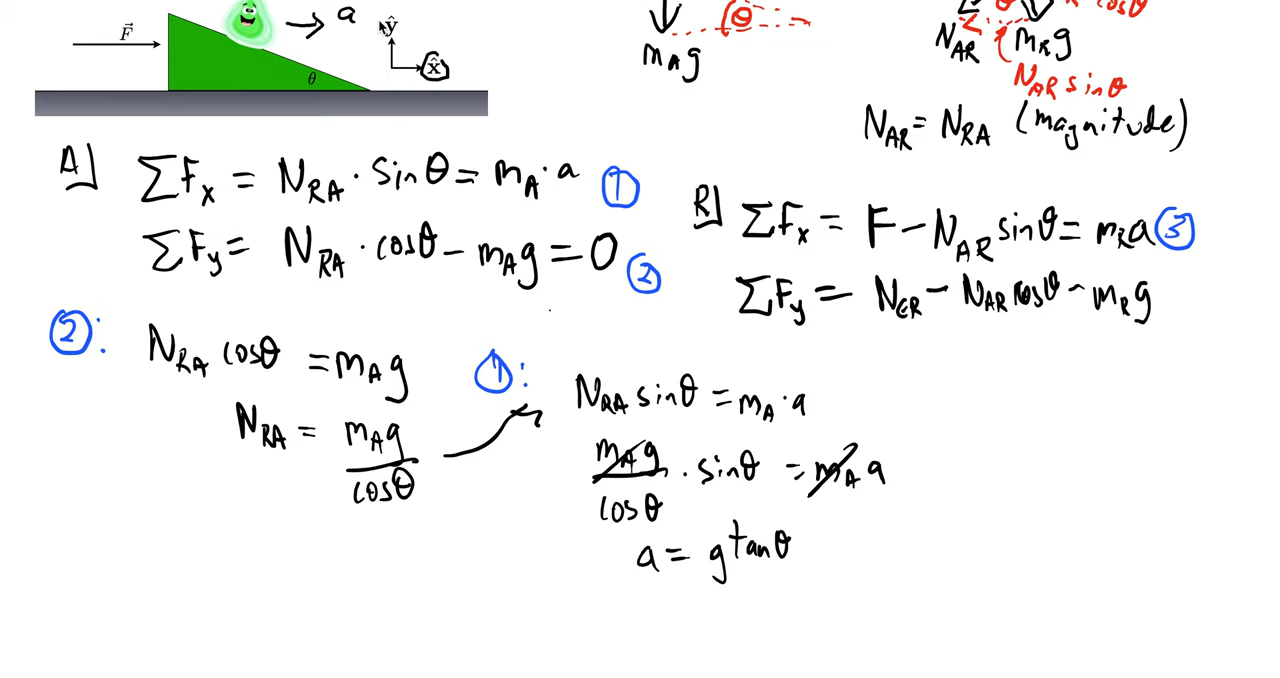 a
F
ŷ
x̂
θ
m_A g
θ
cosθ
N_AR
m_R g
N_AR sinθ
N_AR = N_RA (magnitude)
A]
ΣF_x = N_RA · sinθ = m_A · a ①
ΣF_y = N_RA · cosθ − m_A g = 0 ②
R]
ΣF_x = F − N_AR sinθ = m_R a ③
ΣF_y = N_ER − N_AR cosθ − m_R g
②: N_RA cosθ = m_A g
N_RA = m_A g / cosθ
①: N_RA sinθ = m_A · a
m_A g / cosθ · sinθ = m_A a
a = g tanθ